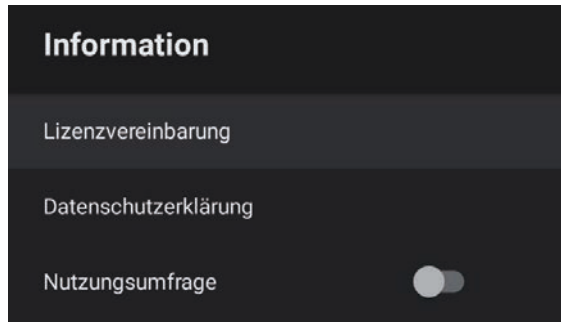 Information
Lizenzvereinbarung
Datenschutzerklärung
Nutzungsumfrage